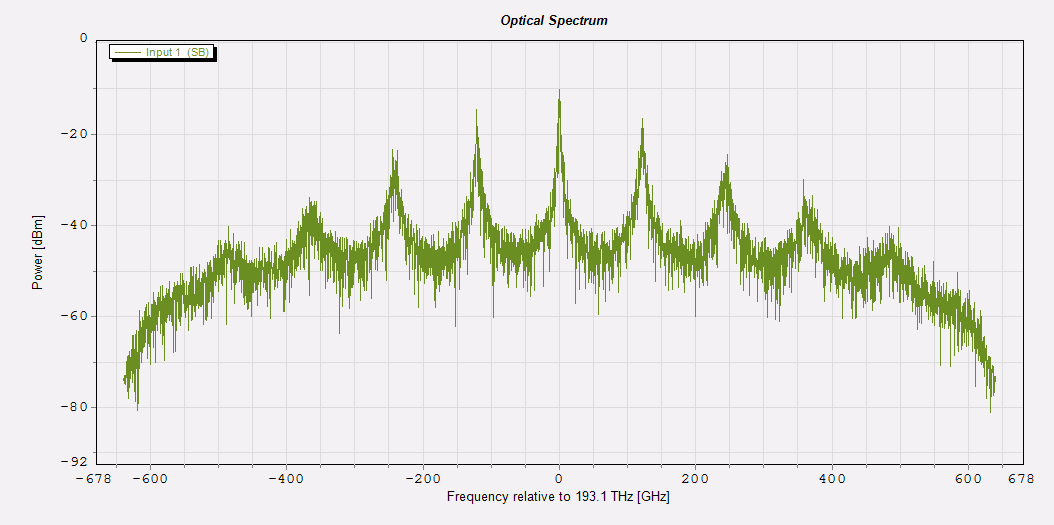 Optical Spectrum
Input 1 (SB)
Power [dBm]
0
-20
-40
-60
-80
-92
-678 -600 -400 -200 0 200 400 600 678
Frequency relative to 193.1 THz [GHz]